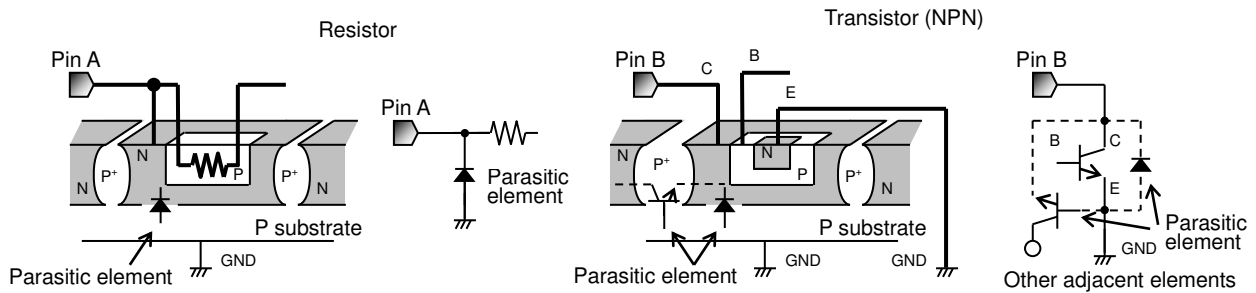 Resistor
Transistor (NPN)
Pin A
Pin A
N
P
N
P+
P+
N
Parasitic element
P substrate
GND
Parasitic element
Pin B
C
B
E
N
P+
N
P
P+
N
P substrate
GND
GND
Parasitic element
Pin B
B
C
E
GND
Parasitic element
Other adjacent elements